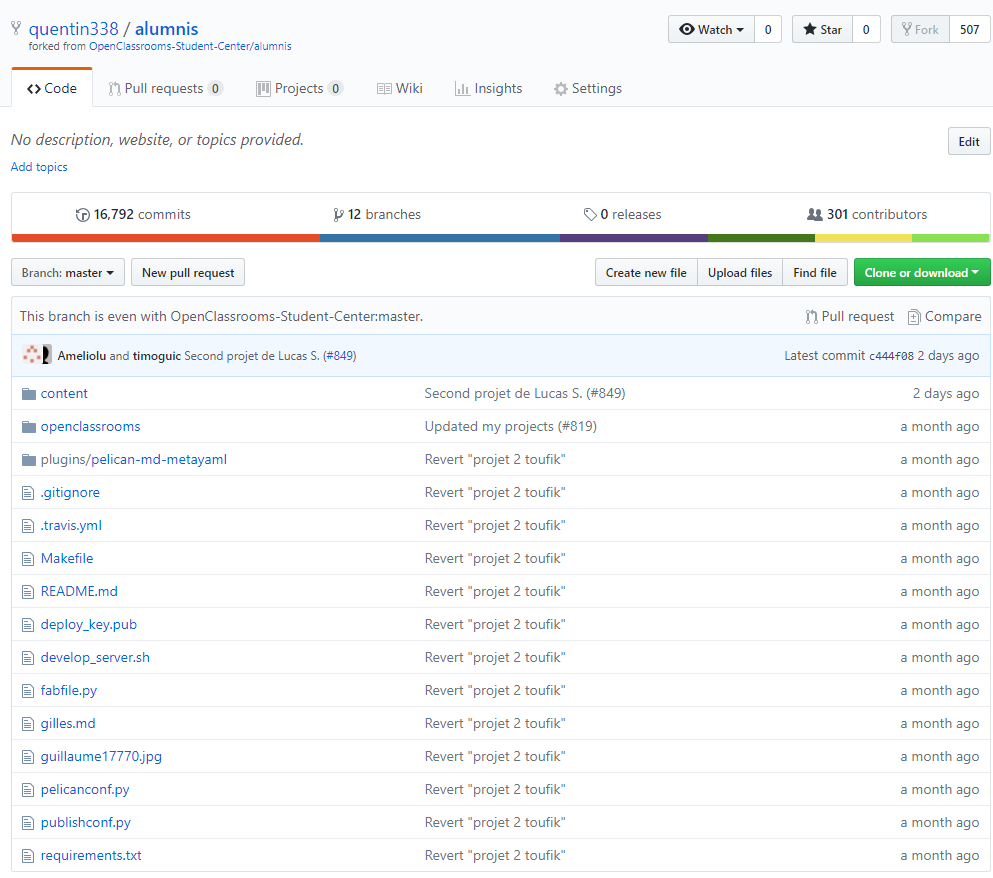 quentin338 / alumnis
Watch 0 Star 0 Fork 507
forked from OpenClassrooms-Student-Center/alumnis
Code Pull requests 0 Projects 0 Wiki Insights Settings
No description, website, or topics provided. Edit
Add topics
16,792 commits 12 branches 0 releases 301 contributors
Branch: master New pull request Create new file Upload files Find file Clone or download
This branch is even with OpenClassrooms-Student-Center:master. Pull request Compare
Ameliolu and timoguic Second projet de Lucas S. (#849) Latest commit c444f08 2 days ago
content Second projet de Lucas S. (#849) 2 days ago
openclassrooms Updated my projects (#819) a month ago
plugins/pelican-md-metayaml Revert "projet 2 toufik" a month ago
.gitignore Revert "projet 2 toufik" a month ago
.travis.yml Revert "projet 2 toufik" a month ago
Makefile Revert "projet 2 toufik" a month ago
README.md Revert "projet 2 toufik" a month ago
deploy_key.pub Revert "projet 2 toufik" a month ago
develop_server.sh Revert "projet 2 toufik" a month ago
fabfile.py Revert "projet 2 toufik" a month ago
gilles.md Revert "projet 2 toufik" a month ago
guillaume17770.jpg Revert "projet 2 toufik" a month ago
pelicanconf.py Revert "projet 2 toufik" a month ago
publishconf.py Revert "projet 2 toufik" a month ago
requirements.txt Revert "projet 2 toufik" a month ago